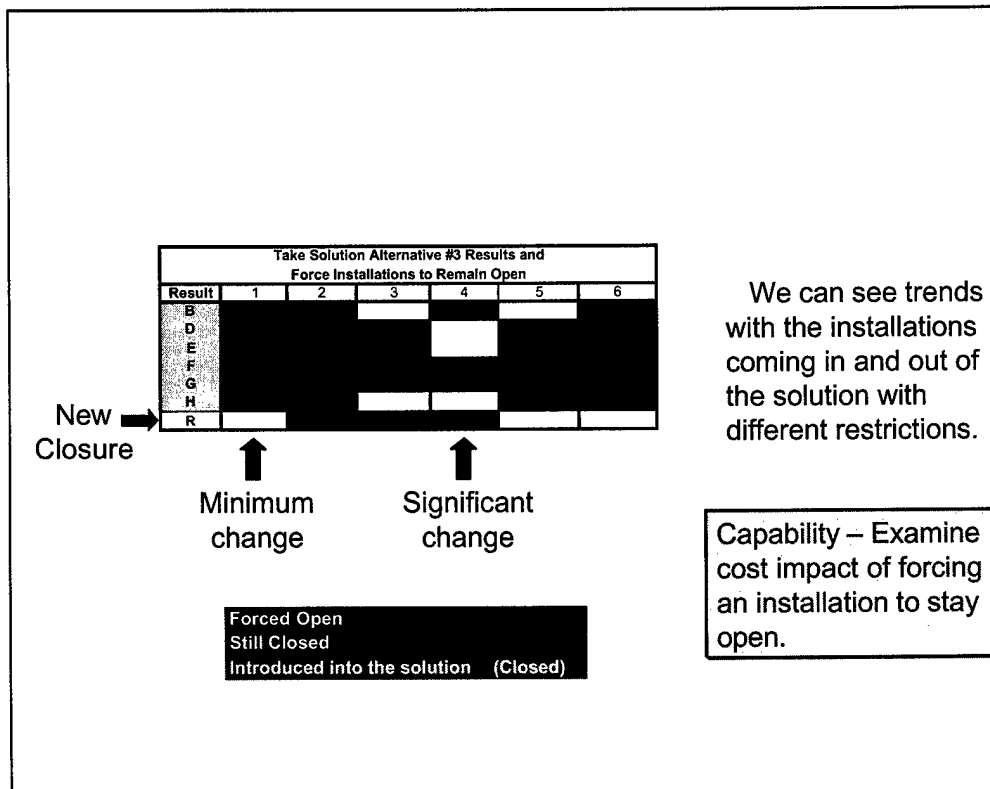 Take Solution Alternative #3 Results and
Force Installations to Remain Open
Result 1 2 3 4 5 6
B
D
E
F
G
H
R
New
Closure
Minimum
change
Significant
change
We can see trends
with the installations
coming in and out of
the solution with
different restrictions.
Capability – Examine
cost impact of forcing
an installation to stay
open.
Forced Open
Still Closed
Introduced into the solution (Closed)